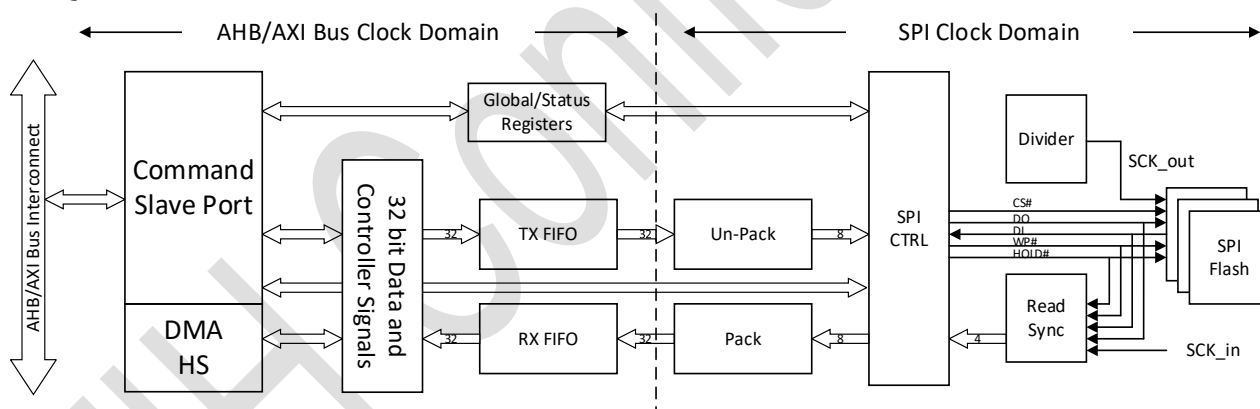 AHB/AXI Bus Clock Domain
SPI Clock Domain
AHB/AXI Bus Interconnect
Command
Slave Port
DMA
HS
Global/Status
Registers
32 bit Data and
Controller Signals
32
TX FIFO
32
Un-Pack
8
32
RX FIFO
32
Pack
8
SPI
CTRL
Divider
SCK_out
CS#
DO
DI
WP#
HOLD#
SPI
Flash
Read
Sync
4
SCK_in